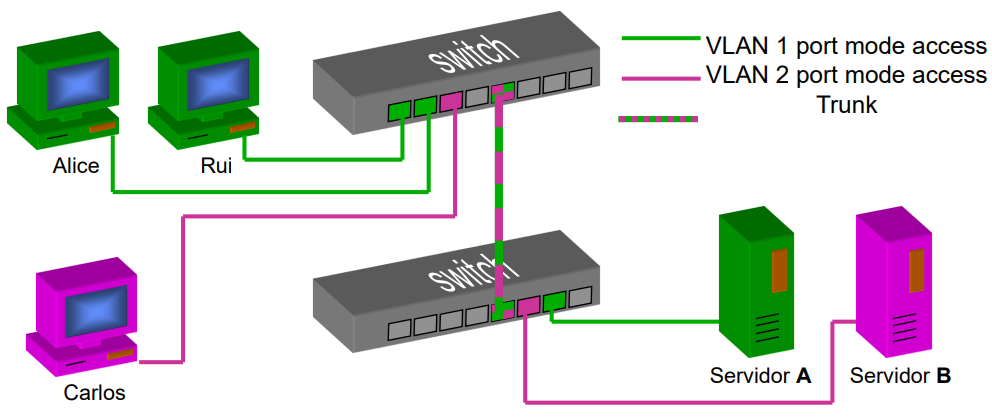 switch
VLAN 1 port mode access
VLAN 2 port mode access
Trunk
Alice
Rui
switch
Carlos
Servidor A
Servidor B